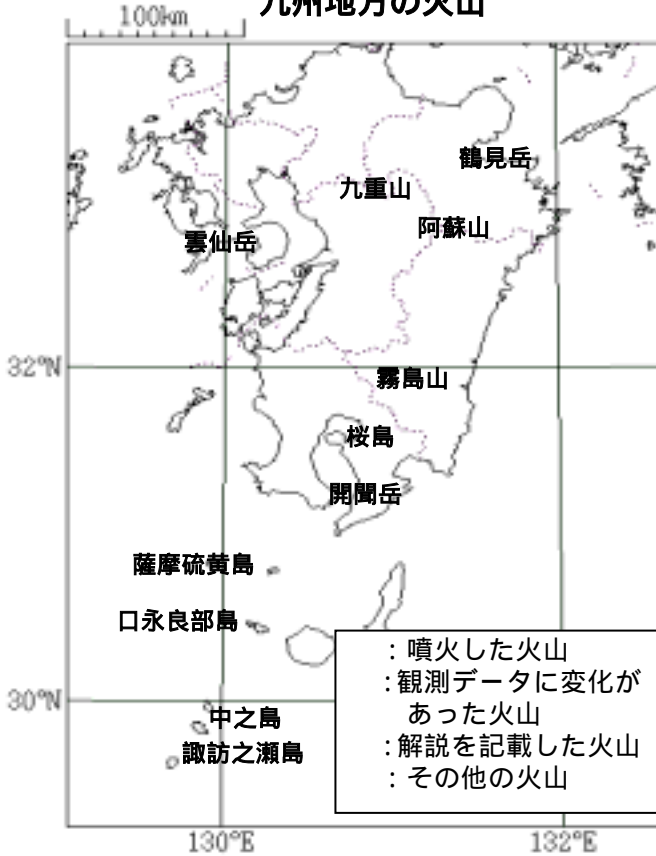 九州地方の火山
100km
鶴見岳
九重山
阿蘇山
雲仙岳
32°N
霧島山
桜島
開聞岳
薩摩硫黄島
口永良部島
: 噴火した火山
:観測データに変化が
あった火山
:解説を記載した火山
: その他の火山
30°N
中之島
諏訪之瀬島
130°E
132°E